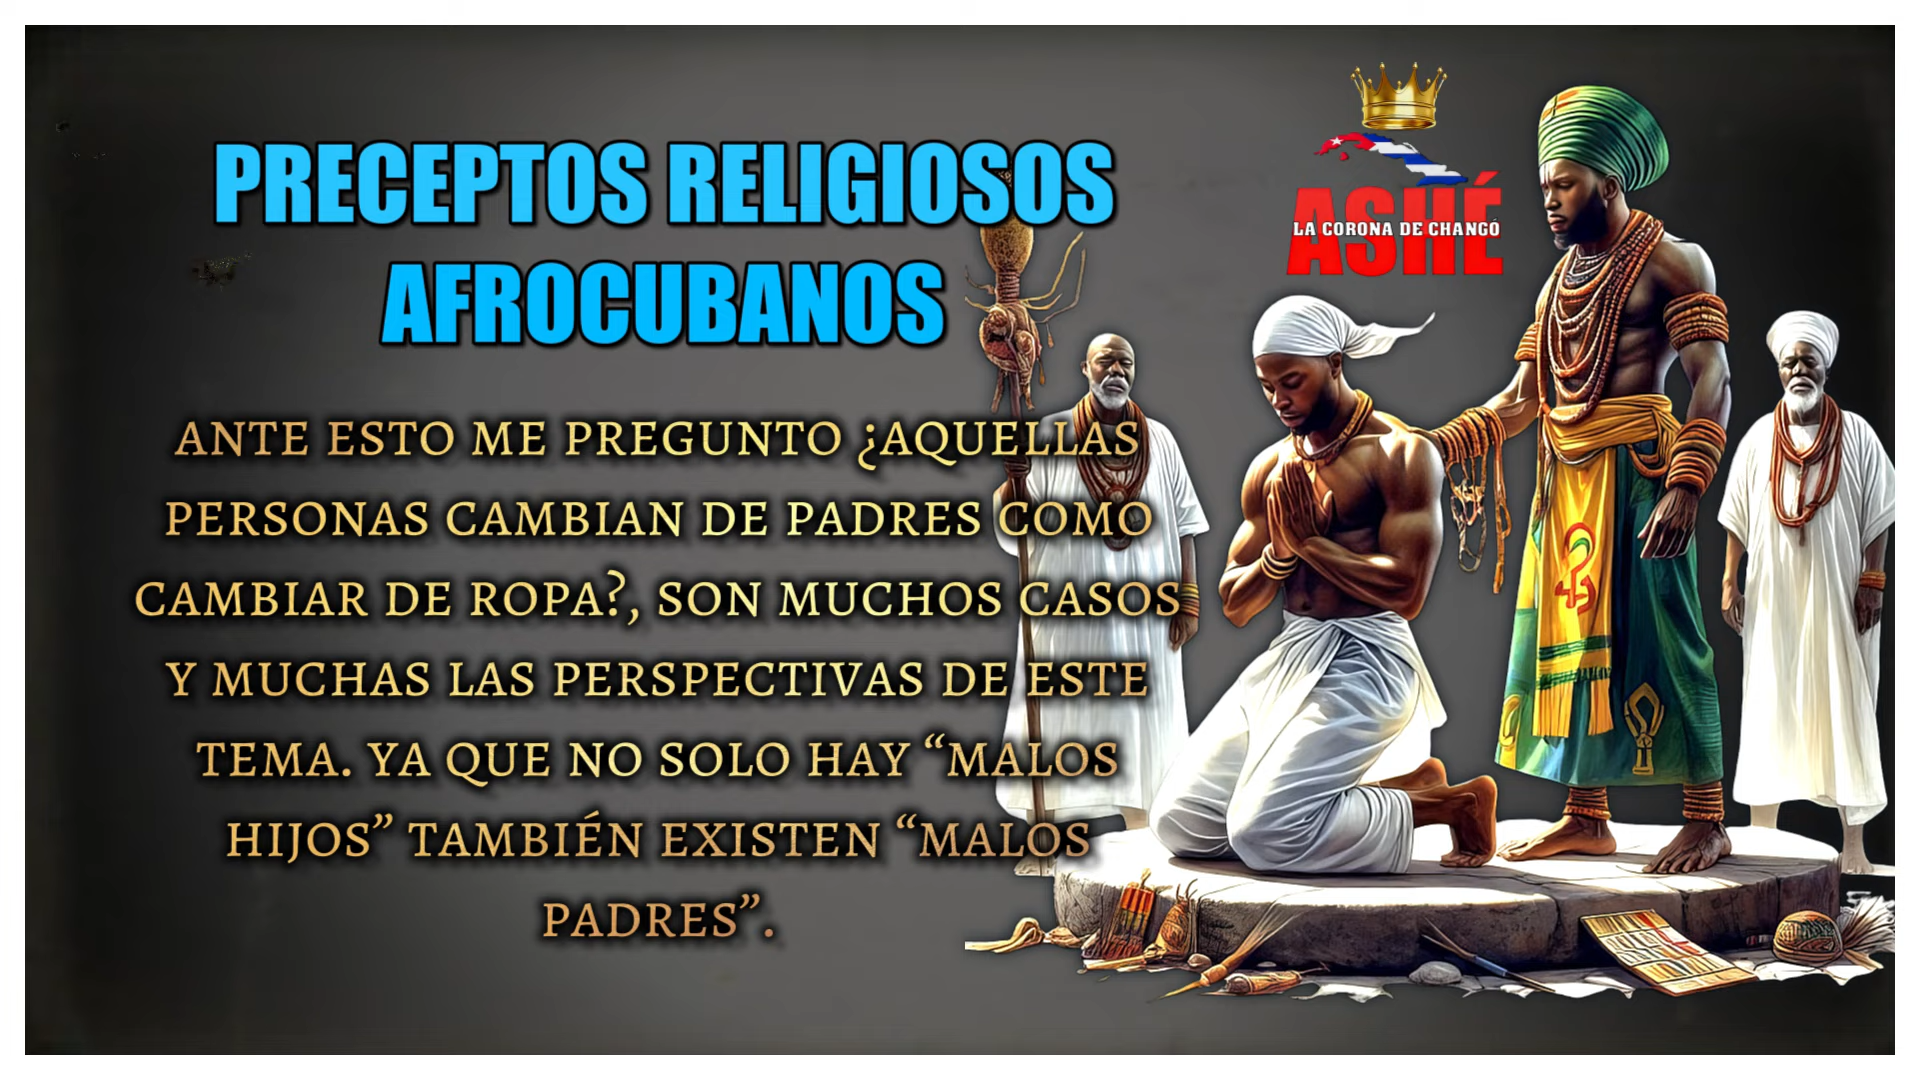 PRECEPTOS RELIGIOSOS
AFROCUBANOS
ASHÉ
LA CORONA DE CHANGÓ
ANTE ESTO ME PREGUNTO ¿AQUELLAS
PERSONAS CAMBIAN DE PADRES COMO
CAMBIAR DE ROPA?, SON MUCHOS CASOS
Y MUCHAS LAS PERSPECTIVAS DE ESTE
TEMA. YA QUE NO SOLO HAY “MALOS
HIJOS” TAMBIÉN EXISTEN “MALOS
PADRES”.